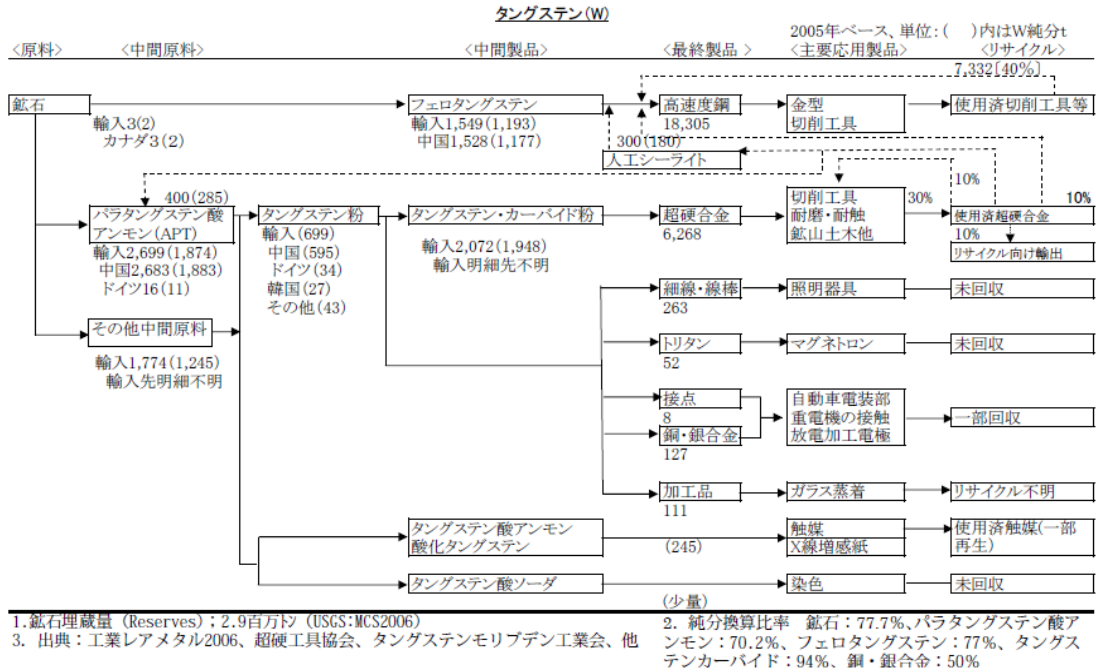 タングステン(W)
2005年ベース、単位:(　)内はW純分t
<原料>
<中間原料>
<中間製品>
<最終製品 >
<主要応用製品>
<リサイクル>
7,332[40%]
鉱石
輸入3(2)
カナダ3(2)
フェロタングステン
輸入1,549(1,193)
中国1,528(1,177)
高速度鋼
18,305
金型
切削工具
使用済切削工具等
300(180)
人工シーライト
400(285)
パラタングステン酸
アンモン(APT)
輸入2,699(1,874)
中国2,683(1,883)
ドイツ16(11)
タングステン粉
輸入(699)
中国(595)
ドイツ(34)
韓国(27)
その他(43)
タングステン・カーバイド粉
輸入2,072(1,948)
輸入明細先不明
超硬合金
6,268
切削工具
耐磨・耐触
鉱山土木他
30%
10%
10%
使用済超硬合金
10%
リサイクル向け輸出
その他中間原料
輸入1,774(1,245)
輸入先明細不明
細線・線棒
263
照明器具
未回収
トリタン
52
マグネトロン
未回収
接点
8
銅・銀合金
127
自動車電装部
重電機の接触
放電加工電極
一部回収
加工品
111
ガラス蒸着
リサイクル不明
タングステン酸アンモン
酸化タングステン
(245)
触媒
X線増感紙
使用済触媒(一部
再生)
タングステン酸ソーダ
(少量)
染色
未回収
1.鉱石埋蔵量 (Reserves);2.9百万トン (USGS:MCS2006)
3. 出典:工業レアメタル2006、超硬工具協会、タングステンモリブデン工業会、他
2. 純分換算比率　鉱石:77.7%、パラタングステン酸ア
ンモン:70.2%、フェロタングステン:77%、タングス
テンカーバイド:94%、銅・銀合金:50%